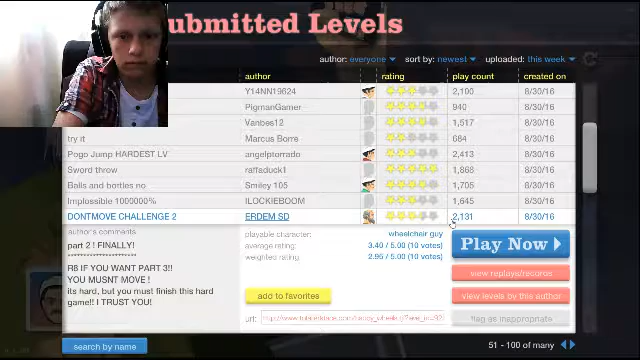 ubmitted Levels
author: everyone sort by: newest uploaded: this week
author rating play count created on
Y14NN19624 2,100 8/30/16
PigmanGamer 940 8/30/16
Vanbes12 1,517 8/30/16
try it Marcus Borre 684 8/30/16
Pogo Jump HARDEST LV angeltorrado 2,413 8/30/16
Sword throw raffaduck1 1,868 8/30/16
Balls and bottles no Smiley 105 1,705 8/30/16
Implossible 1000000% ILOCKIEBOOM 1,645 8/30/16
DONTMOVE CHALLENGE 2 ERDEM SD 2,131 8/30/16
author's comments
part 2 ! FINALLY!
**********************
R8 IF YOU WANT PART 3!!
YOU MUSNT MOVE !
its hard, but you must finish this hard
game!! I TRUST YOU!
playable character: wheelchair guy
average rating: 3.40 / 5.00 (10 votes)
weighted rating: 2.95 / 5.00 (10 votes)
add to favorites
url:
Play Now
view replays/records
view levels by this author
flag as inappropriate
search by name
51 - 100 of many